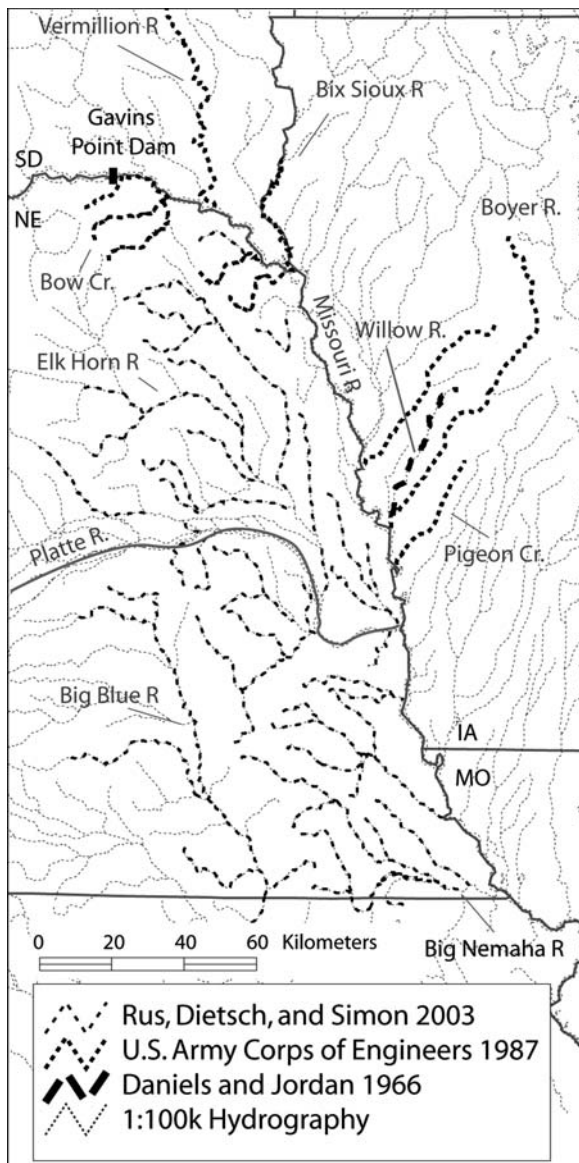 Vermillion R
Bix Sioux R
Gavins
Point Dam
SD
NE
Boyer R.
Bow Cr.
Missouri R
Willow R.
Elk Horn R
Platte R.
Pigeon Cr.
Big Blue R
IA
MO
0 20 40 60 Kilometers
Big Nemaha R
Rus, Dietsch, and Simon 2003
U.S. Army Corps of Engineers 1987
Daniels and Jordan 1966
1:100k Hydrography